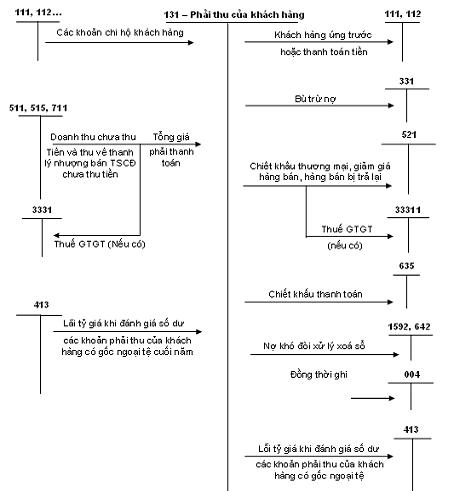 111, 112...
131 – Phải thu của khách hàng
111, 112
Các khoản chi hộ khách hàng
Khách hàng ứng trước
hoặc thanh toán tiền
331
Bù trừ nợ
511, 515, 711
Doanh thu chưa thu
Tiền và thu về thanh
lý nhượng bán TSCĐ
chưa thu tiền
Tổng giá
phải thanh
toán
521
Chiết khấu thương mại, giảm giá
hàng bán, hàng bán bị trả lại
3331
Thuế GTGT (Nếu có)
33311
Thuế GTGT
(nếu có)
635
Chiết khấu thanh toán
413
Lãi tỷ giá khi đánh giá số dư
các khoản phải thu của khách
hàng có gốc ngoại tệ cuối năm
1592, 642
Nợ khó đòi xử lý xoá sổ
Đồng thời ghi
004
413
Lỗi tỷ giá khi đánh giá số dư
các khoản phải thu của khách
hàng có gốc ngoại tệ